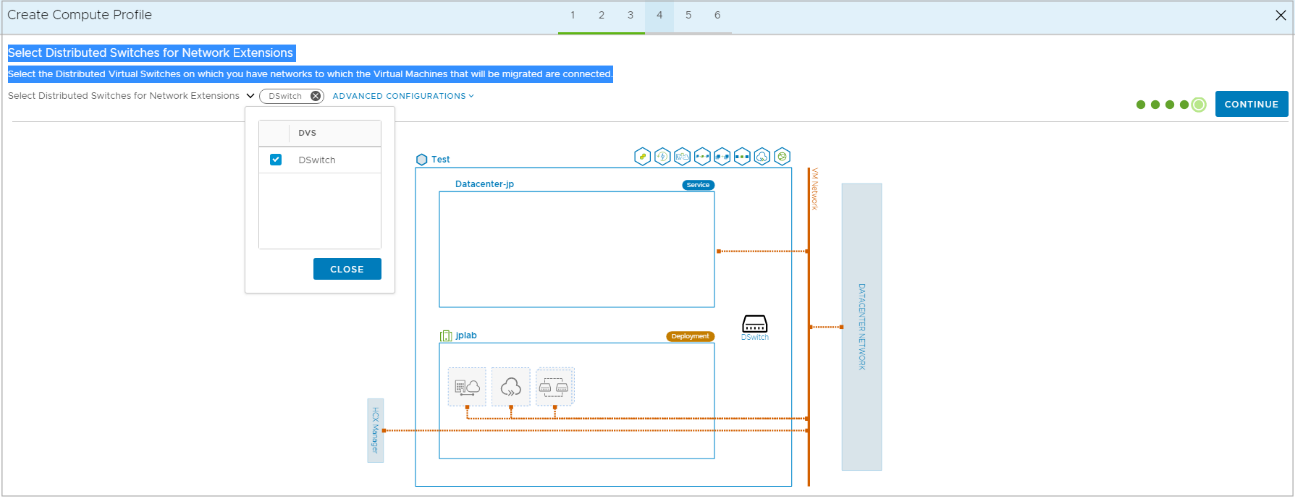 Create Compute Profile
1 2 3 4 5 6
Select Distributed Switches for Network Extensions
Select the Distributed Virtual Switches on which you have networks to which the Virtual Machines that will be migrated are connected.
Select Distributed Switches for Network Extensions DSwitch ADVANCED CONFIGURATIONS
CONTINUE
DVS
DSwitch
CLOSE
Test
Datacenter-jp Service
VM Network
DATACENTER NETWORK
DSwitch
jplab Deployment
HCX Manager